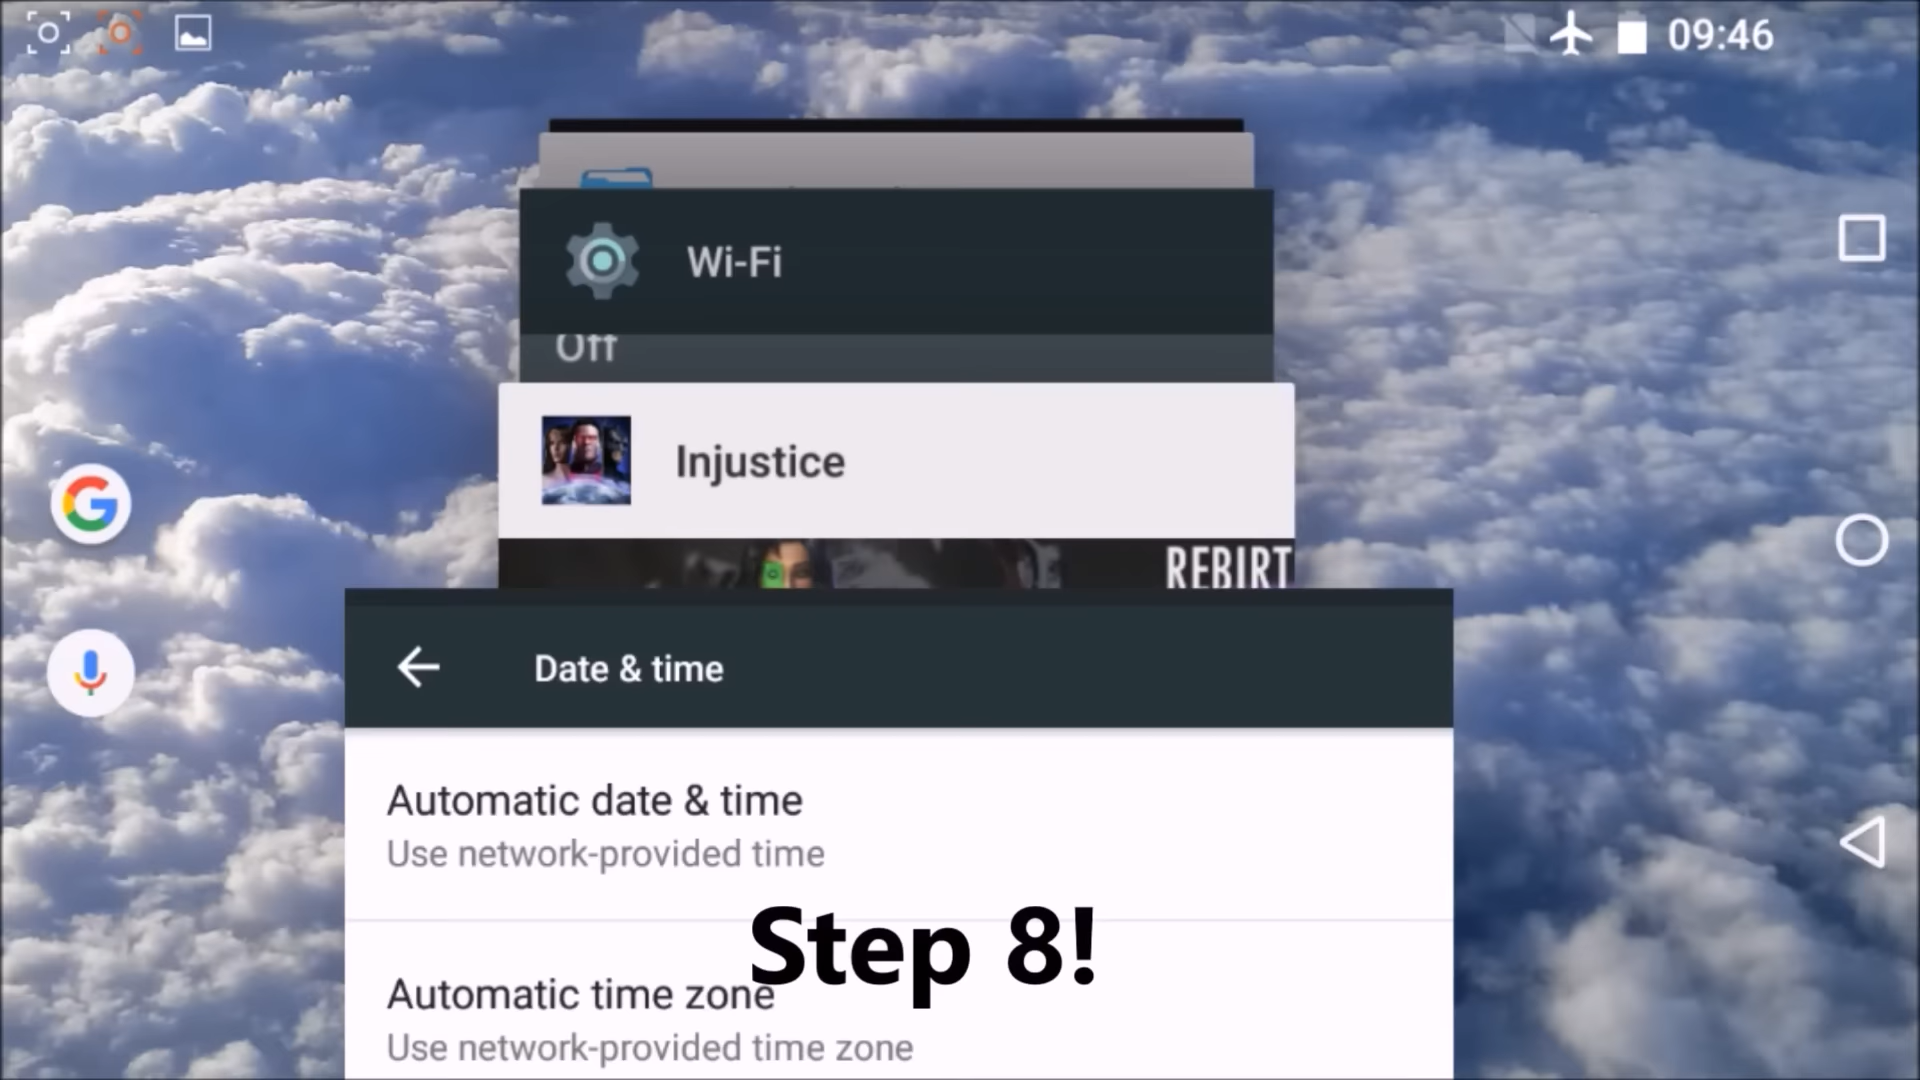 09:46
Wi-Fi
Off
Injustice
REBIRT
Date & time
Automatic date & time
Use network-provided time
Step 8!
Automatic time zone
Use network-provided time zone